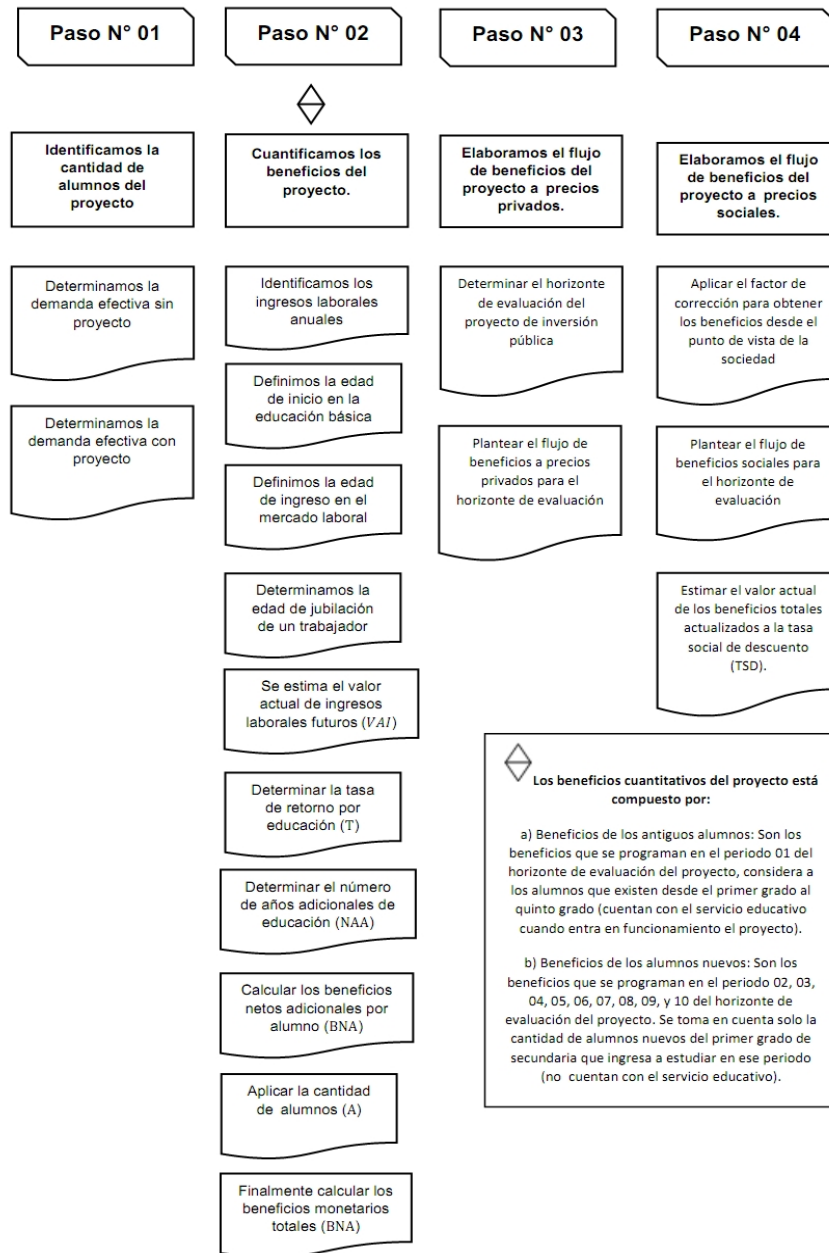 Paso N° 01
Identificamos la
cantidad de
alumnos del
proyecto
Determinamos la
demanda efectiva sin
proyecto
Determinamos la
demanda efectiva con
proyecto
Paso N° 02
Cuantificamos los
beneficios del
proyecto.
Identificamos los
ingresos laborales
anuales
Definimos la edad
de inicio en la
educación básica
Definimos la edad
de ingreso en el
mercado laboral
Determinamos la
edad de jubilación
de un trabajador
Se estima el valor
actual de ingresos
laborales futuros (VAI)
Determinar la tasa
de retorno por
educación (T)
Determinar el número
de años adicionales de
educación (NAA)
Calcular los beneficios
netos adicionales por
alumno (BNA)
Aplicar la cantidad
de alumnos (A)
Finalmente calcular los
beneficios monetarios
totales (BNA)
Paso N° 03
Elaboramos el flujo
de beneficios del
proyecto a precios
privados.
Determinar el horizonte
de evaluación del
proyecto de inversión
pública
Plantear el flujo de
beneficios a precios
privados para el
horizonte de evaluación
Paso N° 04
Elaboramos el flujo
de beneficios del
proyecto a precios
sociales.
Aplicar el factor de
corrección para obtener
los beneficios desde el
punto de vista de la
sociedad
Plantear el flujo de
beneficios sociales para
el horizonte de
evaluación
Estimar el valor actual
de los beneficios totales
actualizados a la tasa
social de descuento
(TSD).
Los beneficios cuantitativos del proyecto está
compuesto por:
a) Beneficios de los antiguos alumnos: Son los
beneficios que se programan en el periodo 01 del
horizonte de evaluación del proyecto, considera a
los alumnos que existen desde el primer grado al
quinto grado (cuentan con el servicio educativo
cuando entra en funcionamiento el proyecto).
b) Beneficios de los alumnos nuevos: Son los
beneficios que se programan en el periodo 02, 03,
04, 05, 06, 07, 08, 09, y 10 del horizonte de
evaluación del proyecto. Se toma en cuenta solo la
cantidad de alumnos nuevos del primer grado de
secundaria que ingresa a estudiar en ese periodo
(no cuentan con el servicio educativo).